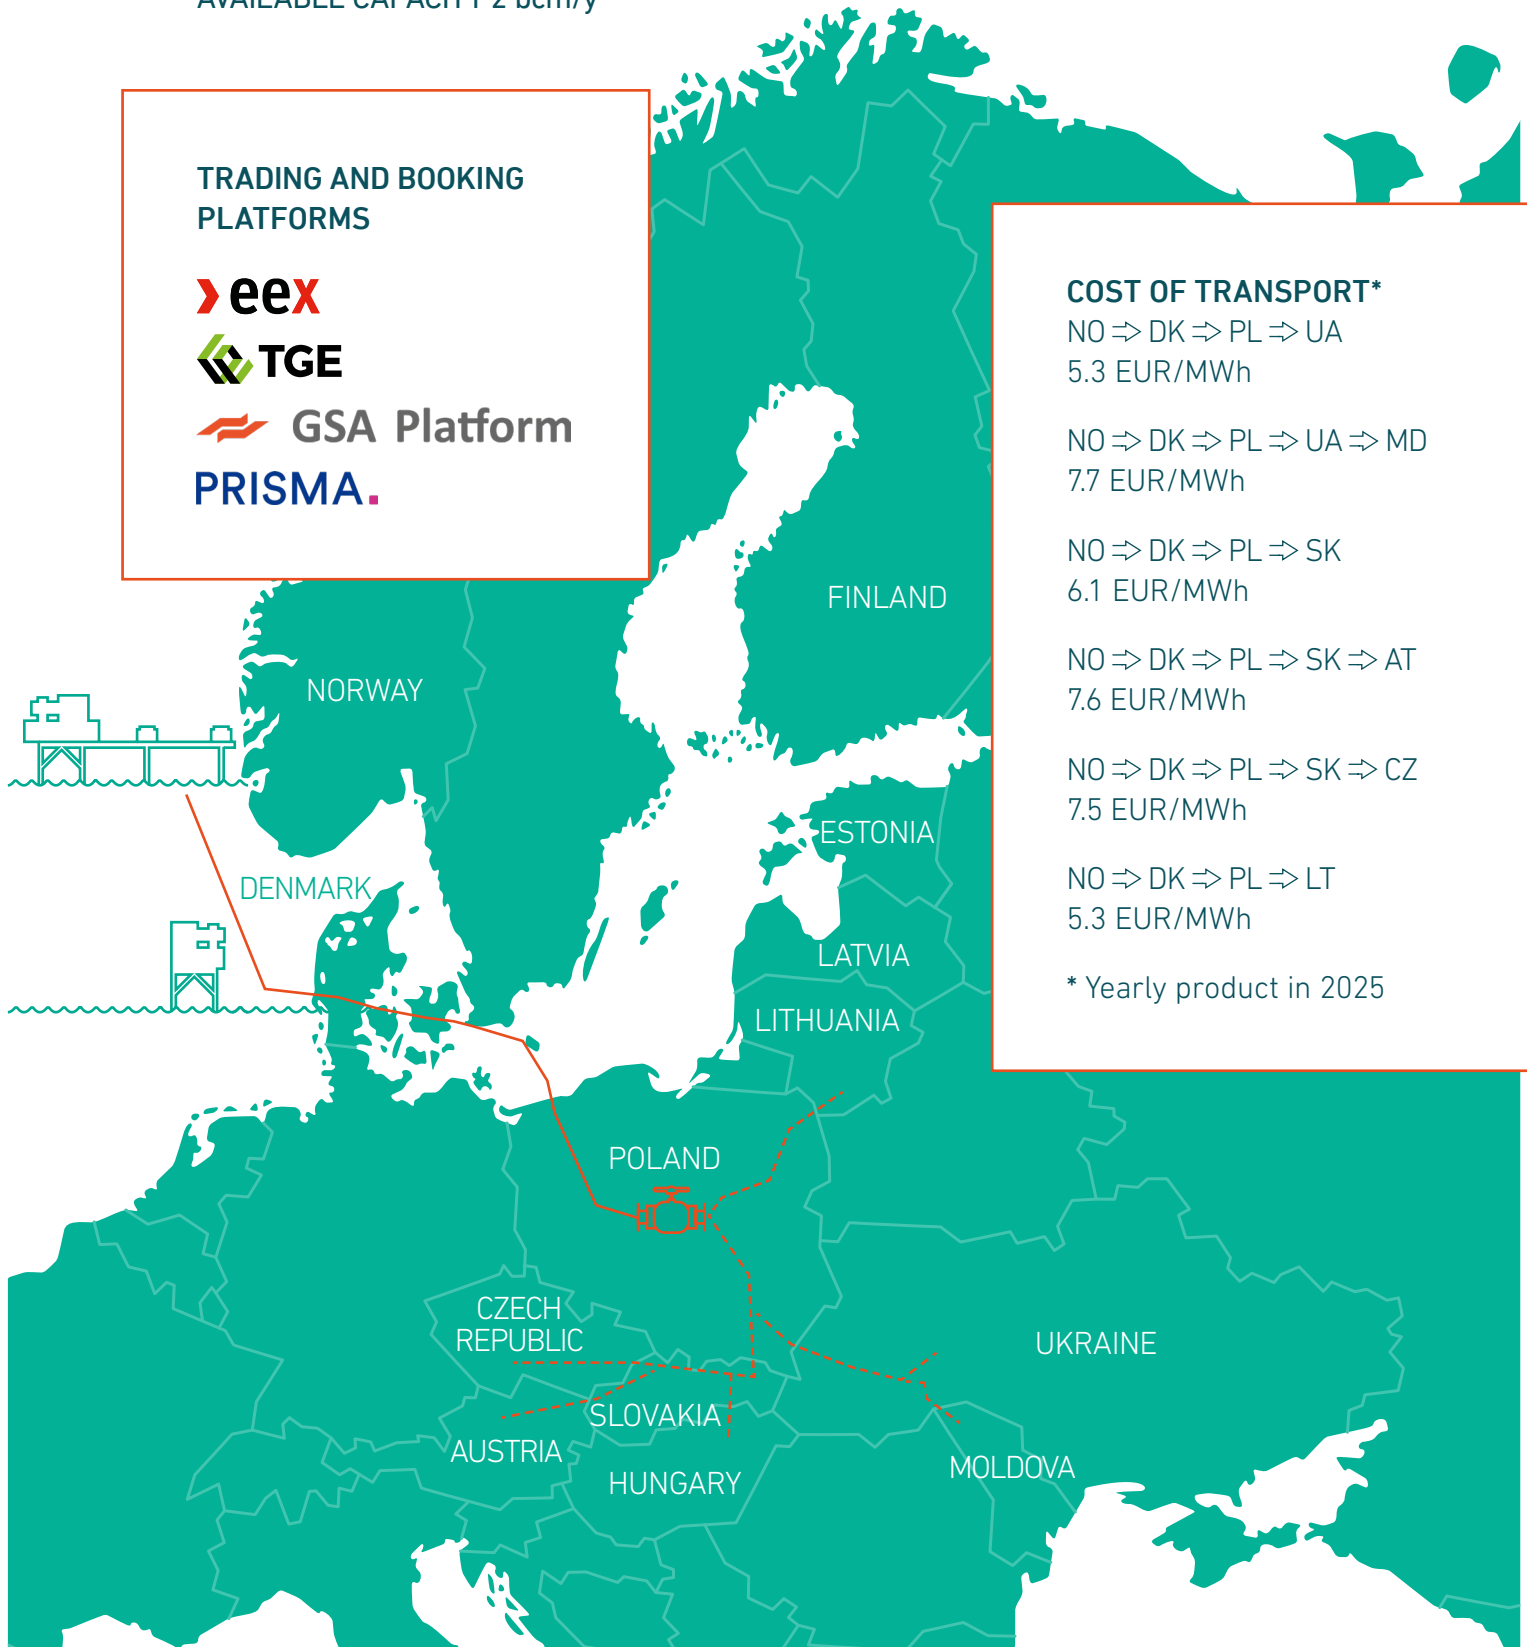 AVAILABLE CAPACITY 2 bcm/y
TRADING AND BOOKING
PLATFORMS
eex
TGE
GSA Platform
PRISMA.
COST OF TRANSPORT*
NO ⇒ DK ⇒ PL ⇒ UA
5.3 EUR/MWh
NO ⇒ DK ⇒ PL ⇒ UA ⇒ MD
7.7 EUR/MWh
NO ⇒ DK ⇒ PL ⇒ SK
6.1 EUR/MWh
NO ⇒ DK ⇒ PL ⇒ SK ⇒ AT
7.6 EUR/MWh
NO ⇒ DK ⇒ PL ⇒ SK ⇒ CZ
7.5 EUR/MWh
NO ⇒ DK ⇒ PL ⇒ LT
5.3 EUR/MWh
* Yearly product in 2025
FINLAND
NORWAY
ESTONIA
DENMARK
LATVIA
LITHUANIA
POLAND
CZECH
REPUBLIC
UKRAINE
SLOVAKIA
AUSTRIA
MOLDOVA
HUNGARY